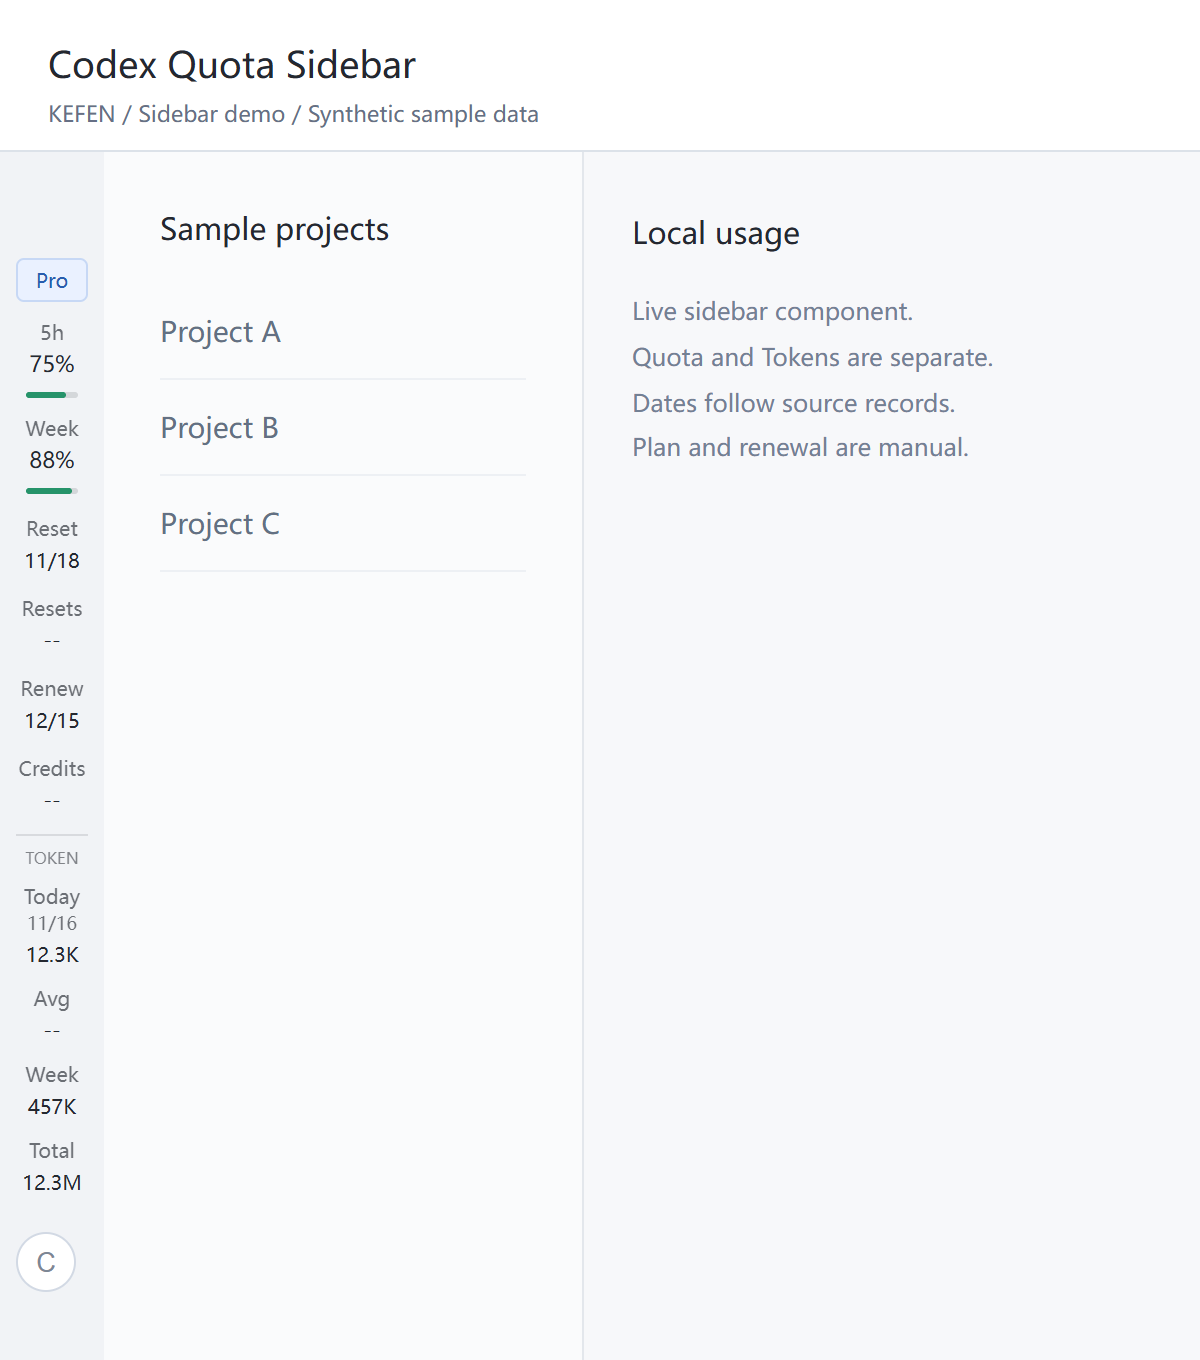 Codex Quota Sidebar
KEFEN / Sidebar demo / Synthetic sample data
Pro
5h
75%
Week
88%
Reset
11/18
Resets
--
Renew
12/15
Credits
--
TOKEN
Today
11/16
12.3K
Avg
--
Week
457K
Total
12.3M
C
Sample projects
Project A
Project B
Project C
Local usage
Live sidebar component.
Quota and Tokens are separate.
Dates follow source records.
Plan and renewal are manual.